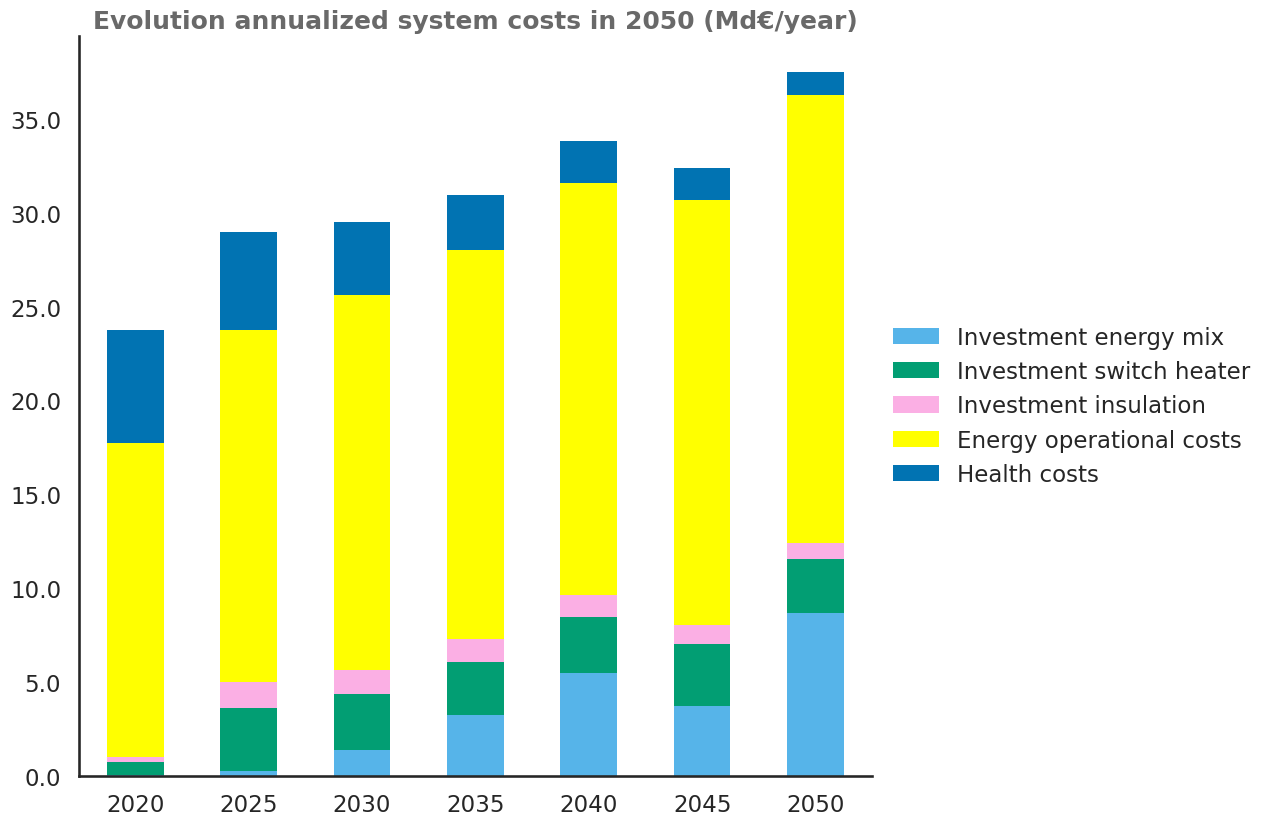 Evolution annualized system costs in 2050 (Md€/year)
35.0
30.0
25.0
20.0
15.0
10.0
5.0
0.0
2020 2025 2030 2035 2040 2045 2050
Investment energy mix
Investment switch heater
Investment insulation
Energy operational costs
Health costs